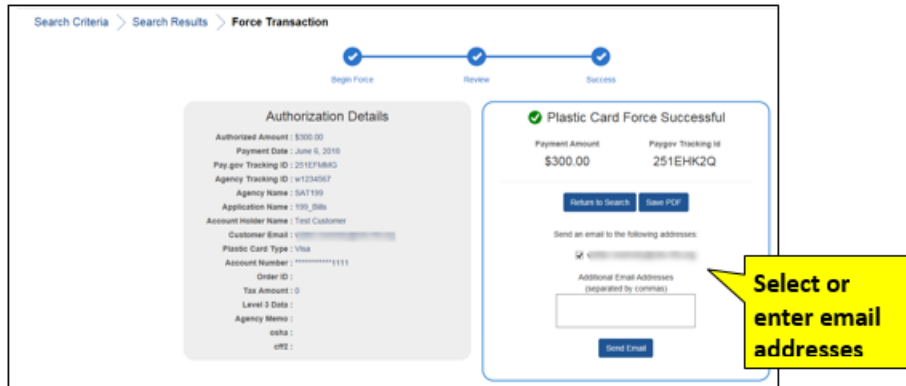 Search Criteria > Search Results > Force Transaction
Begin Force
Review
Success
Authorization Details
Authorized Amount : $300.00
Payment Date : June 6, 2016
Pay.gov Tracking ID : 251EFMMG
Agency Tracking ID : w1234567
Agency Name : SAT199
Application Name : 199_Bills
Account Holder Name : Test Customer
Customer Email :
Plastic Card Type : Visa
Account Number : ************1111
Order ID :
Tax Amount : 0
Level 3 Data :
Agency Memo :
osha :
cff2 :
Plastic Card Force Successful
Payment Amount
Paygov Tracking Id
$300.00
251EHK2Q
Return to Search
Save PDF
Send an email to the following addresses:
Additional Email Addresses
(separated by commas)
Send Email
Select or
enter email
addresses